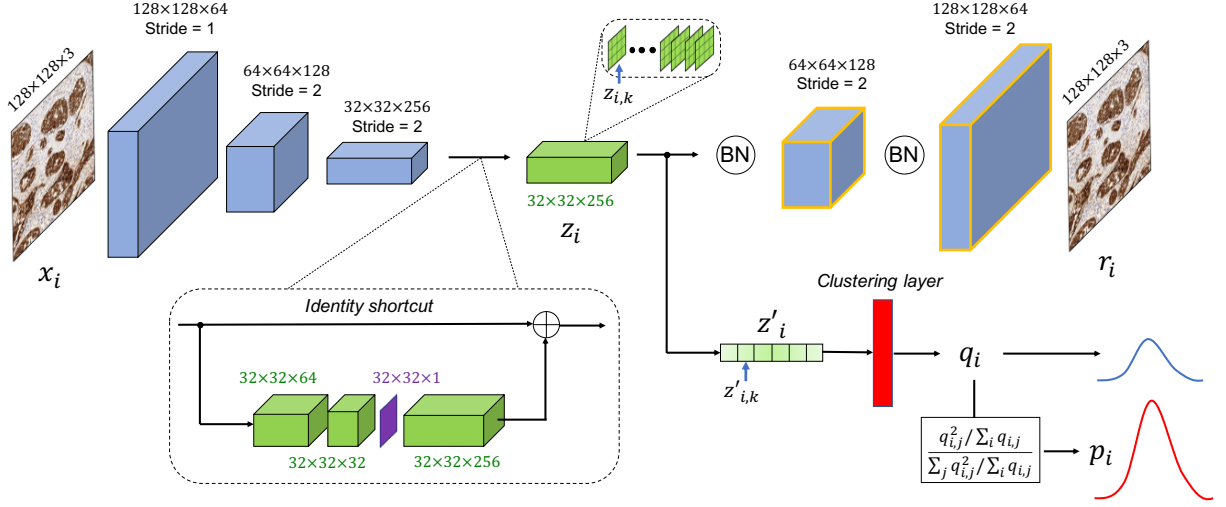 128×128×64
Stride = 1
128×128×3
64×64×128
Stride = 2
32×32×256
Stride = 2
z_{i,k}
32×32×256
z_i
BN
64×64×128
Stride = 2
BN
128×128×64
Stride = 2
128×128×3
x_i
r_i
Identity shortcut
32×32×64
32×32×1
32×32×32
32×32×256
Clustering layer
z'_i
z'_{i,k}
q_i
q_{i,j}^2 / ∑_i q_{i,j}
∑_j q_{i,j}^2 / ∑_i q_{i,j}
p_i